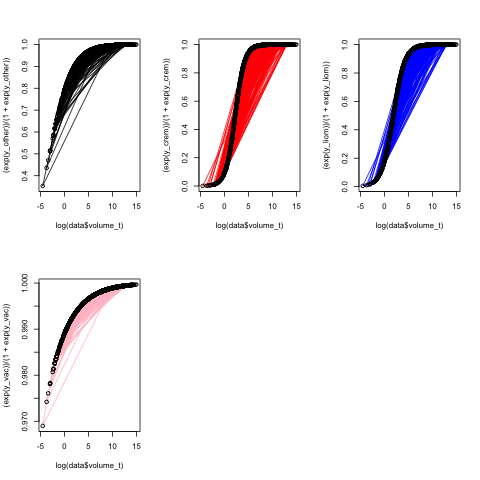 (exp(y_other))/(1 + exp(y_other))
0.4 0.5 0.6 0.7 0.8 0.9 1.0
-5 0 5 10 15
log(data$volume_t)
(exp(y_crem))/(1 + exp(y_crem))
0.0 0.2 0.4 0.6 0.8 1.0
-5 0 5 10 15
log(data$volume_t)
(exp(y_liom))/(1 + exp(y_liom))
0.0 0.2 0.4 0.6 0.8 1.0
-5 0 5 10 15
log(data$volume_t)
(exp(y_vac))/(1 + exp(y_vac))
0.970 0.980 0.990 1.000
-5 0 5 10 15
log(data$volume_t)